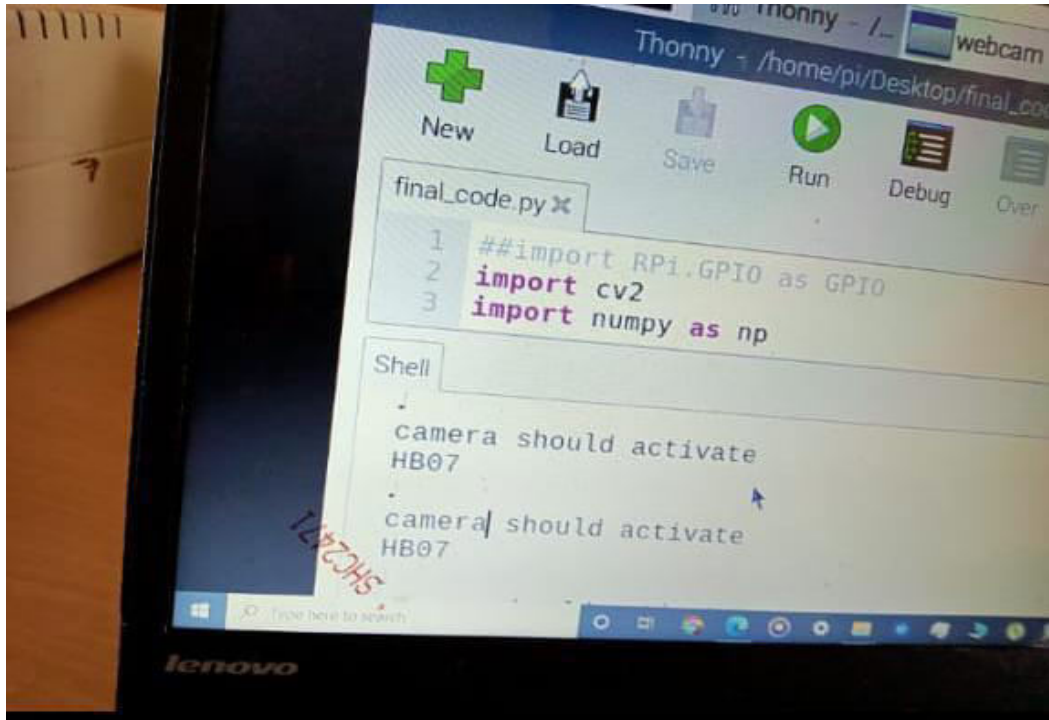 Thonny - /...
webcam
Thonny - /home/pi/Desktop/final_co
New
Load
Save
Run
Debug
Over
final_code.py
1 ##import RPi.GPIO as GPIO
2 import cv2
3 import numpy as np
Shell
.
camera should activate
HB07
.
camera should activate
HB07
SHC2471
Type here to search
lenovo